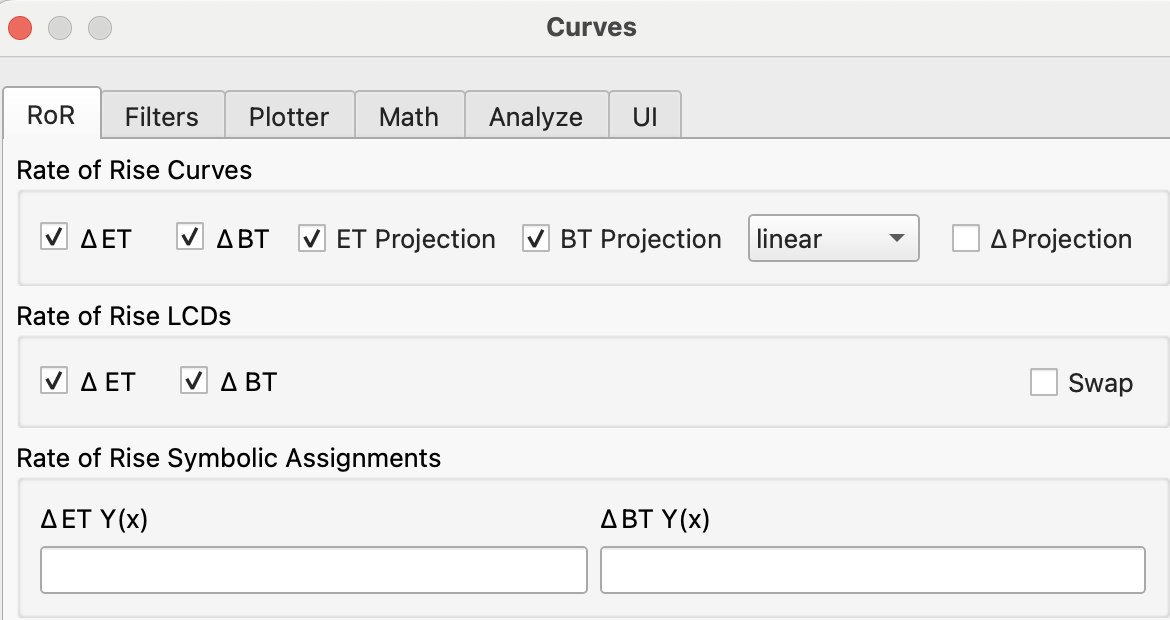 Curves
RoR Filters Plotter Math Analyze UI
Rate of Rise Curves
ΔET ΔBT ET Projection BT Projection linear ΔProjection
Rate of Rise LCDs
Δ ET Δ BT Swap
Rate of Rise Symbolic Assignments
ΔET Y(x) ΔBT Y(x)